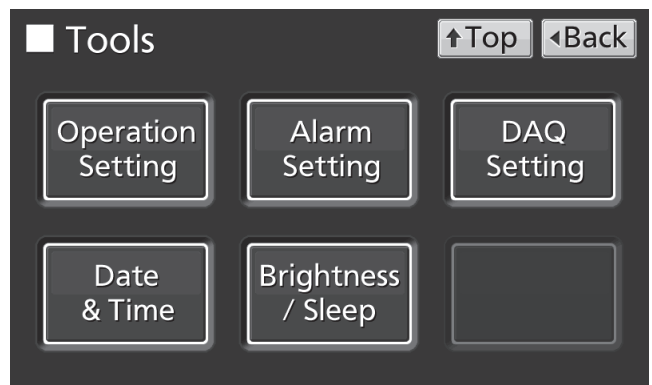 Tools
Top
Back
Operation
Setting
Alarm
Setting
DAQ
Setting
Date
& Time
Brightness
/ Sleep